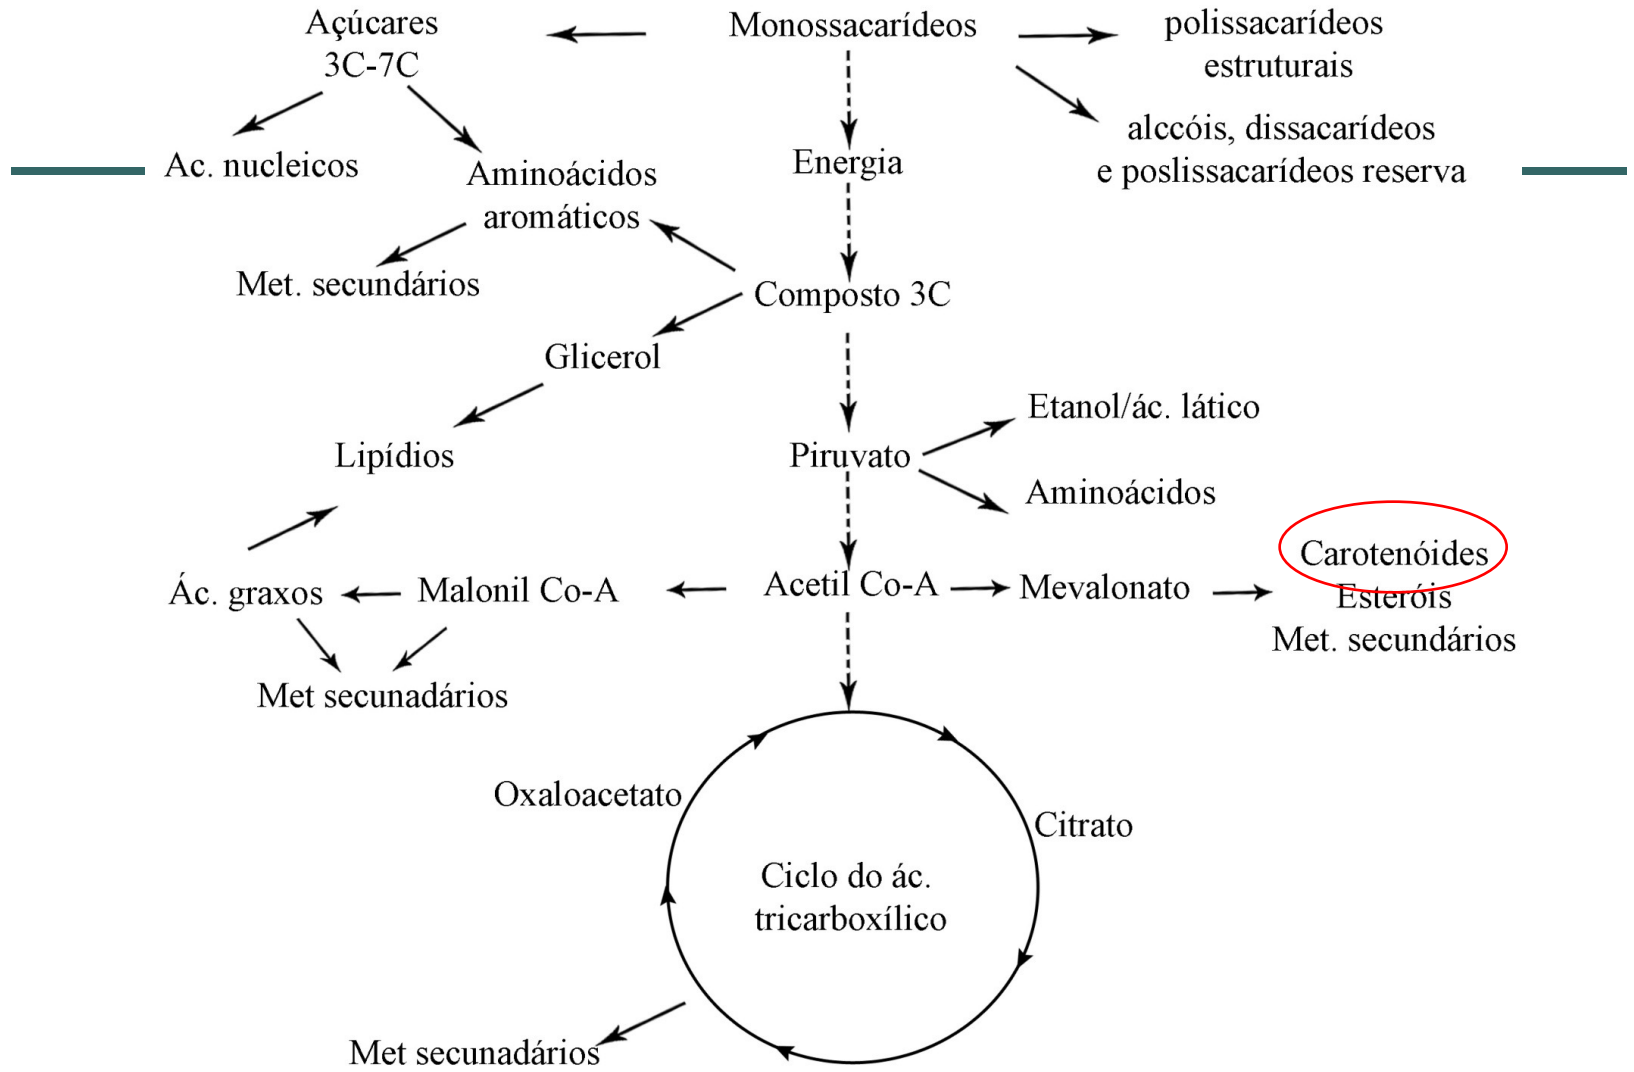 Açúcares
3C-7C
Monossacarídeos
polissacarídeos
estruturais
alccóis, dissacarídeos
e poslissacarídeos reserva
Ac. nucleicos
Aminoácidos
aromáticos
Energia
Met. secundários
Composto 3C
Glicerol
Lipídios
Piruvato
Etanol/ác. lático
Aminoácidos
Ác. graxos
Malonil Co-A
Acetil Co-A
Mevalonato
Carotenóides
Esteróis
Met. secundários
Met secunadários
Oxaloacetato
Citrato
Ciclo do ác.
tricarboxílico
Met secunadários